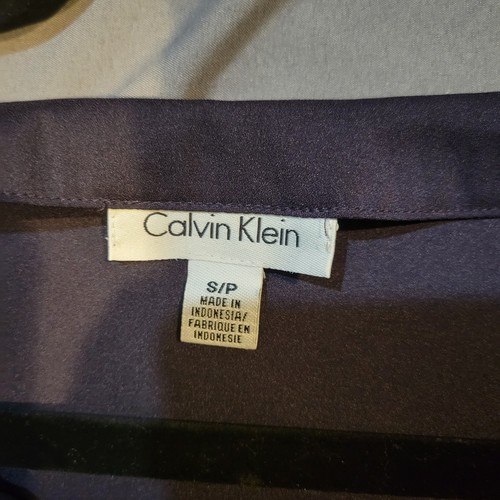 Calvin Klein
S/P
MADE IN
INDONESIA/
FABRIQUE EN
INDONESIE